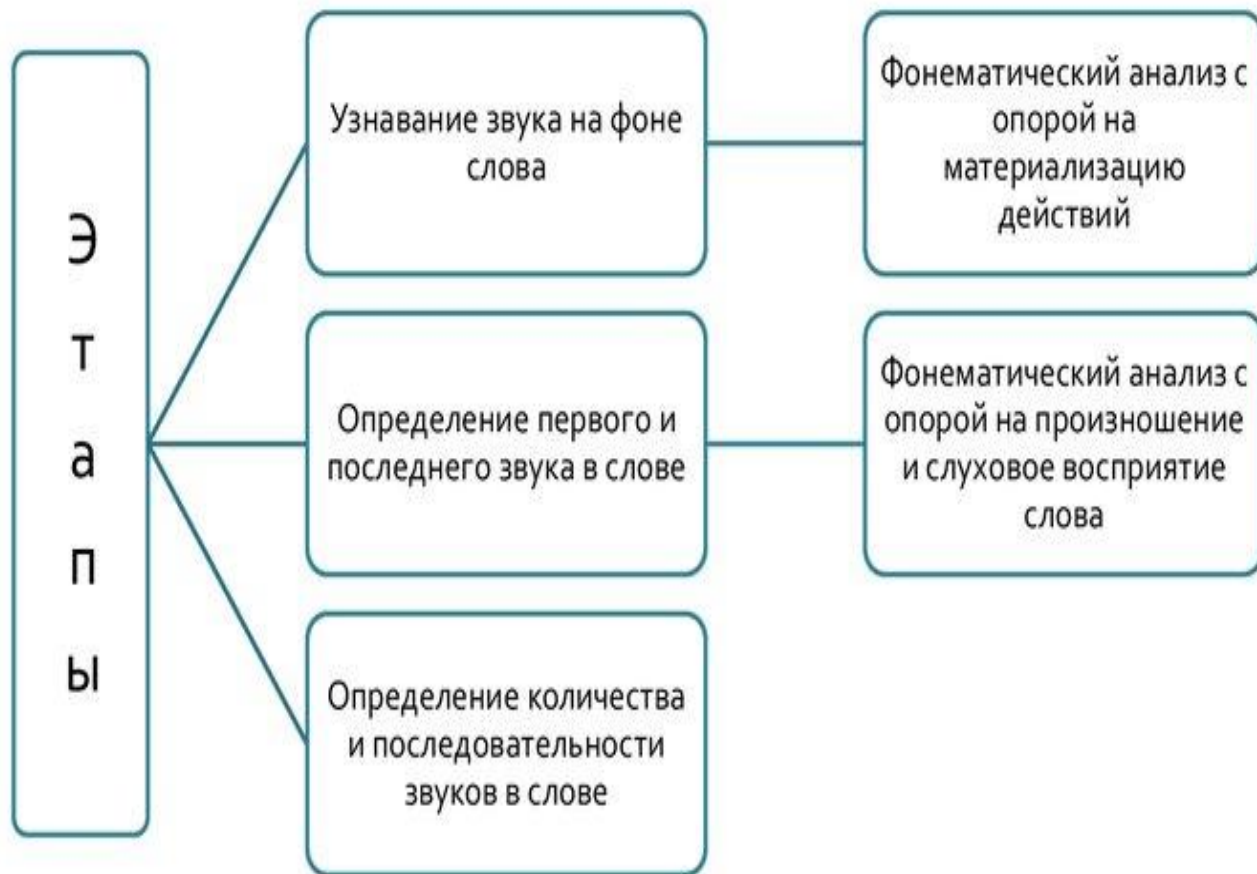 Этапы
Узнавание звука на фоне
слова
Фонематический анализ с
опорой на
материализацию
действий
Определение первого и
последнего звука в слове
Фонематический анализ с
опорой на произношение
и слуховое восприятие
слова
Определение количества
и последовательности
звуков в слове